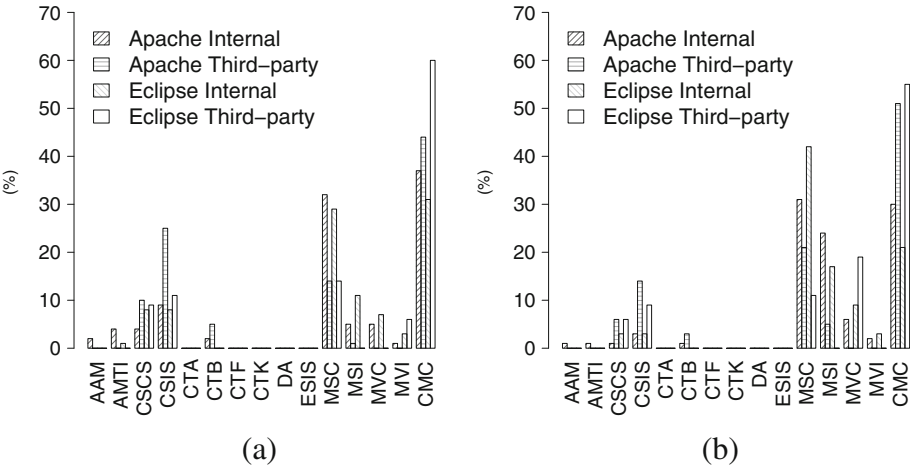 70
60
50
40
30
20
10
0
(%)
Apache Internal
Apache Third-party
Eclipse Internal
Eclipse Third-party
AAM
AMTI
CSCS
CSIS
CTA
CTB
CTF
CTK
DA
ESIS
MSC
MSI
MVC
MVI
CMC
(a)
70
60
50
40
30
20
10
0
(%)
Apache Internal
Apache Third-party
Eclipse Internal
Eclipse Third-party
AAM
AMTI
CSCS
CSIS
CTA
CTB
CTF
CTK
DA
ESIS
MSC
MSI
MVC
MVI
CMC
(b)